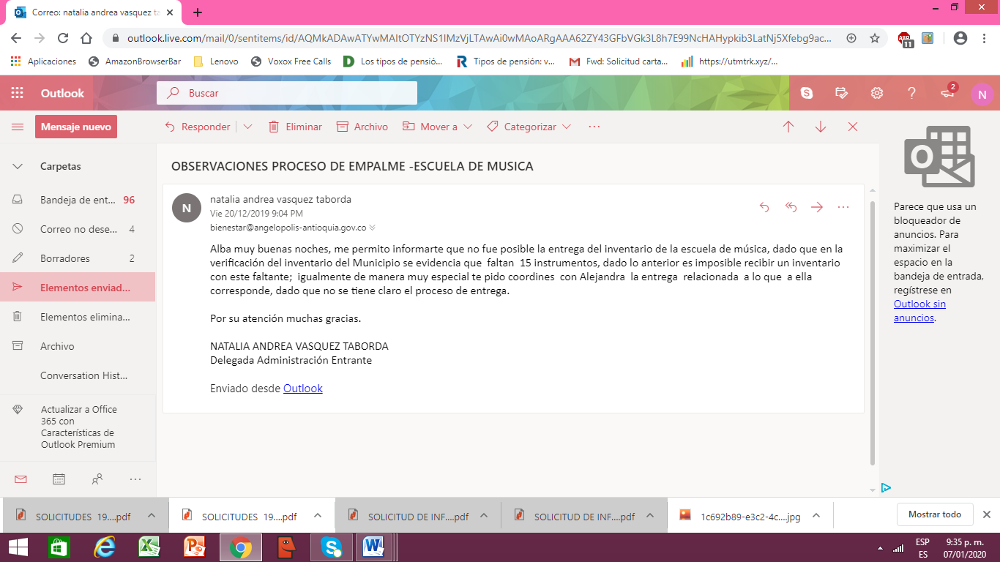 Correo: natalia andrea vasquez ta
outlook.live.com/mail/0/sentitems/id/AQMkADAwATYwMAItOTYzNS1lMzVjLTAwAi0wMAoARgAAA62ZY43GFbVGk3L8h7E99NcHAHypkib3LatNj5Xfebg9ac...
11
Aplicaciones AmazonBrowserBar Lenovo Voxox Free Calls Los tipos de pensió... Tipos de pensión: v... Fwd: Solicitud carta... https://utmtrk.xyz/...
Outlook Buscar 2 N
Mensaje nuevo Responder Eliminar Archivo Mover a Categorizar
Carpetas
Bandeja de ent... 96
Correo no dese... 4
Borradores 2
Elementos enviad...
Elementos elimina...
Archivo
Conversation Hist...
Actualizar a Office
365 con
Características de
Outlook Premium
OBSERVACIONES PROCESO DE EMPALME -ESCUELA DE MUSICA
N
natalia andrea vasquez taborda
Vie 20/12/2019 9:04 PM
bienestar@angelopolis-antioquia.gov.co
Alba muy buenas noches, me permito informarte que no fue posible la entrega del inventario de la escuela de música, dado que en la
verificación del inventario del Municipio se evidencia que faltan 15 instrumentos, dado lo anterior es imposible recibir un inventario
con este faltante; igualmente de manera muy especial te pido coordines con Alejandra la entrega relacionada a lo que a ella
corresponde, dado que no se tiene claro el proceso de entrega.
Por su atención muchas gracias.
NATALIA ANDREA VASQUEZ TABORDA
Delegada Administración Entrante
Enviado desde Outlook
Parece que usa un
bloqueador de
anuncios. Para
maximizar el
espacio en la
bandeja de entrada,
regístrese en
Outlook sin
anuncios.
SOLICITUDES 19....pdf SOLICITUDES 19....pdf SOLICITUD DE INF....pdf SOLICITUD DE INF....pdf 1c692b89-e3c2-4c....jpg Mostrar todo
ESP 9:35 p. m.
ES 07/01/2020